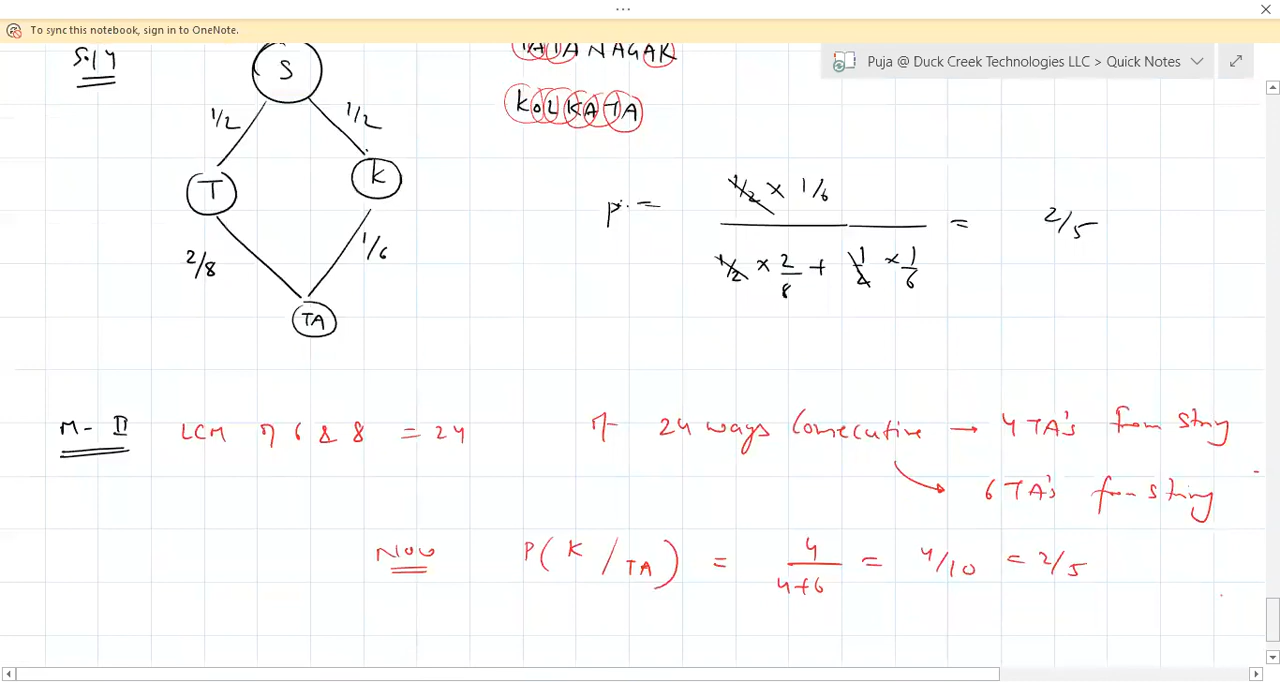 To sync this notebook, sign in to OneNote.
Puja @ Duck Creek Technologies LLC > Quick Notes
S.14
S
TATANAGAR
KOLKATA
1/2
1/2
T
K
2/8
1/6
TA
p. = 1/2 × 1/6 / 1/2 × 2/8 + 1/2 × 1/6 = 2/5
M-II LCM of 6 & 8 = 24
If 24 ways Consecutive → 4 TA's from string
6 TA's from string
Now P(K/TA) = 4/4+6 = 4/10 = 2/5